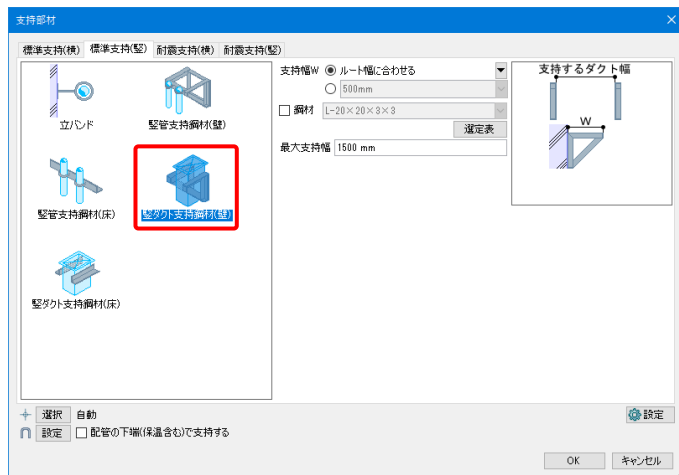 支持部材
標準支持(横) 標準支持(竪) 耐震支持(横) 耐震支持(竪)
立バンド
竪管支持鋼材(壁)
竪管支持鋼材(床)
竪ダクト支持鋼材(壁)
竪ダクト支持鋼材(床)
支持幅W ルート幅に合わせる
500mm
鋼材 L-20×20×3×3
選定表
最大支持幅 1500 mm
支持するダクト幅
W
選択 自動
設定
設定 配管の下端(保温含む)で支持する
OK キャンセル